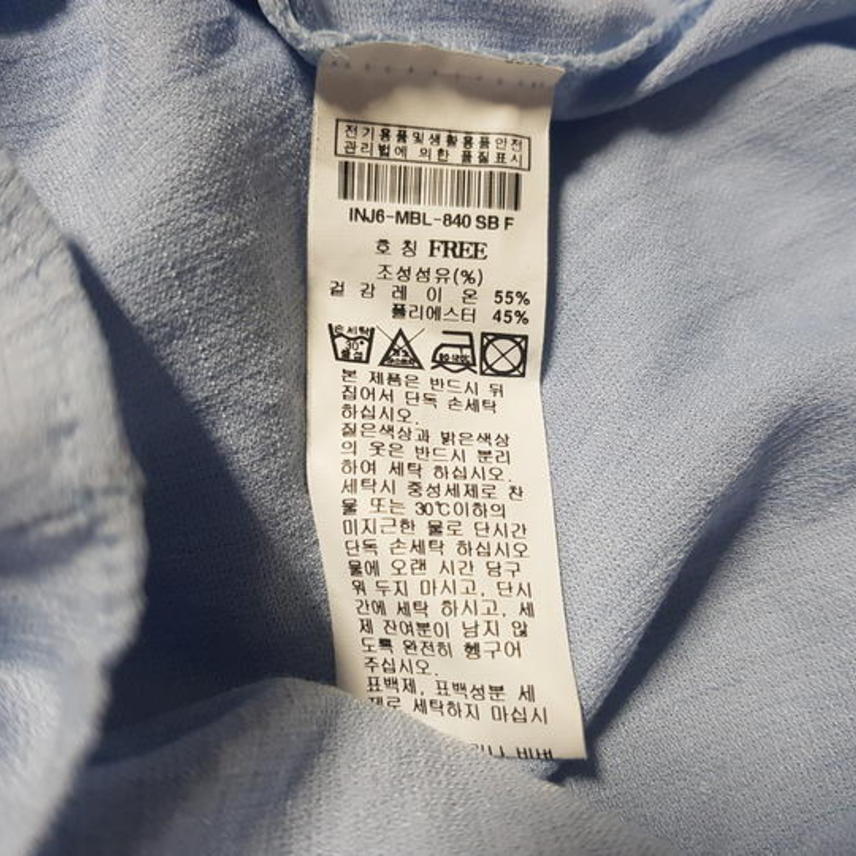 전기용품및생활용품안전
관리법에 의한 품질표시
INJ6-MBL-840 SB F
호칭 FREE
조성섬유(%)
겉감 레이온 55%
폴리에스터 45%
손세탁
30°
중성
80-120℃
본 제품은 반드시 뒤
집어서 단독 손세탁
하십시오.
짙은색상과 밝은색상
의 옷은 반드시 분리
하여 세탁 하십시오.
세탁시 중성세제로 찬
물 또는 30℃이하의
미지근한 물로 단시간
단독 손세탁 하십시오
물에 오랜 시간 담구
워 두지 마시고, 단시
간에 세탁 하시고, 세
제 잔여분이 남지 않
도록 완전히 헹구어
주십시오.
표백제, 표백성분 세
제로 세탁하지 마십시